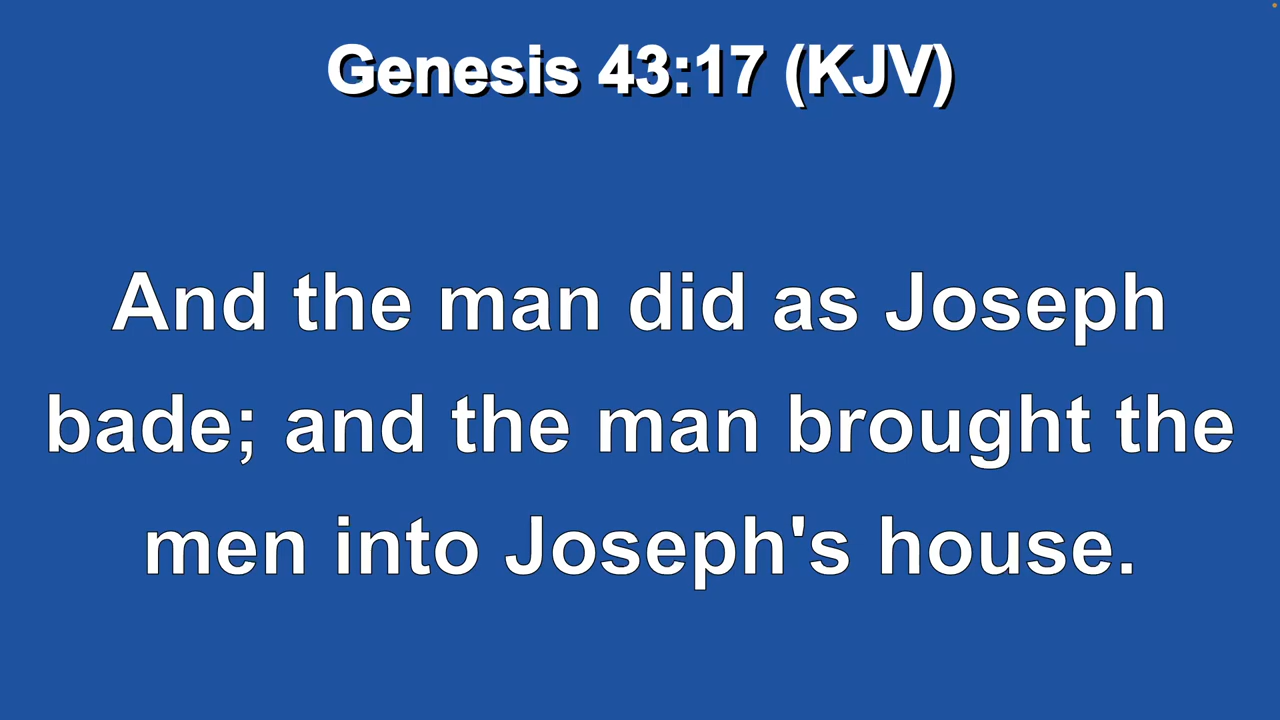 Genesis 43:17 (KJV)
And the man did as Joseph
bade; and the man brought the
men into Joseph's house.